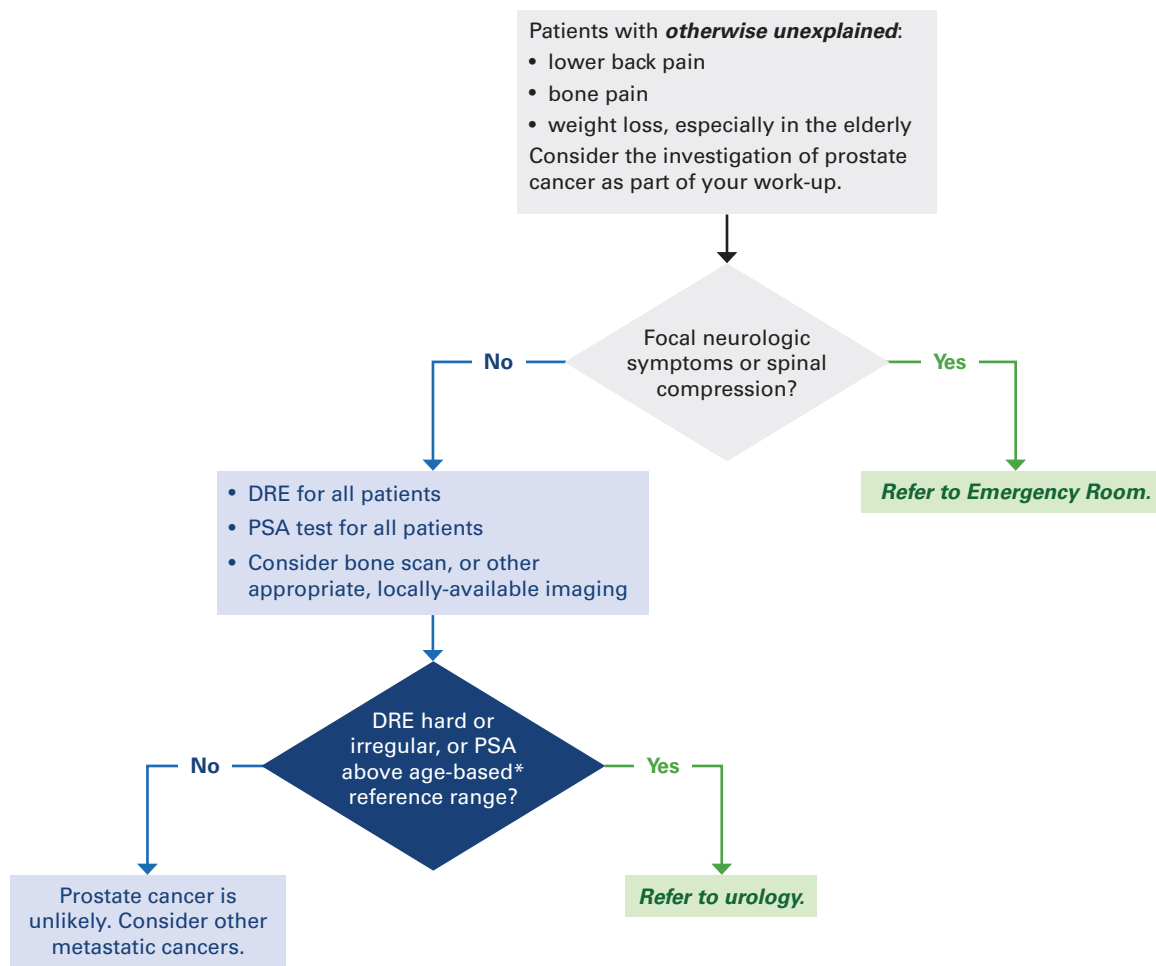 Patients with otherwise unexplained:
• lower back pain
• bone pain
• weight loss, especially in the elderly
Consider the investigation of prostate
cancer as part of your work-up.
Focal neurologic
symptoms or spinal
compression?
No
Yes
• DRE for all patients
• PSA test for all patients
• Consider bone scan, or other
appropriate, locally-available imaging
Refer to Emergency Room.
DRE hard or
irregular, or PSA
above age-based*
reference range?
No
Yes
Prostate cancer is
unlikely. Consider other
metastatic cancers.
Refer to urology.